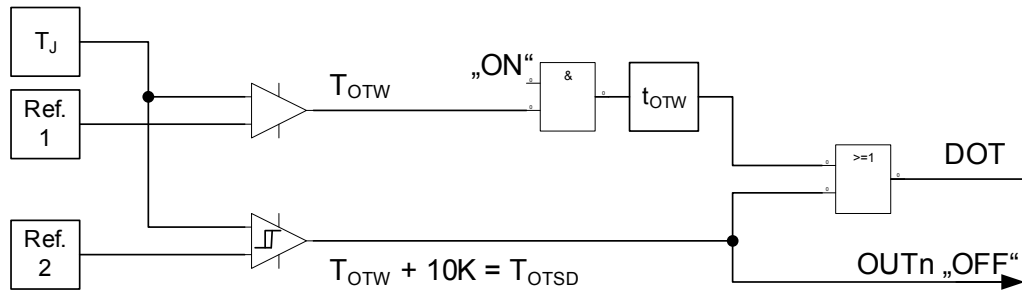 T_J
Ref.
1
T_OTW
„ON“
&
o
o
o
t_OTW
o
o
>=1
o
DOT
Ref.
2
T_OTW + 10K = T_OTSD
OUTn „OFF“